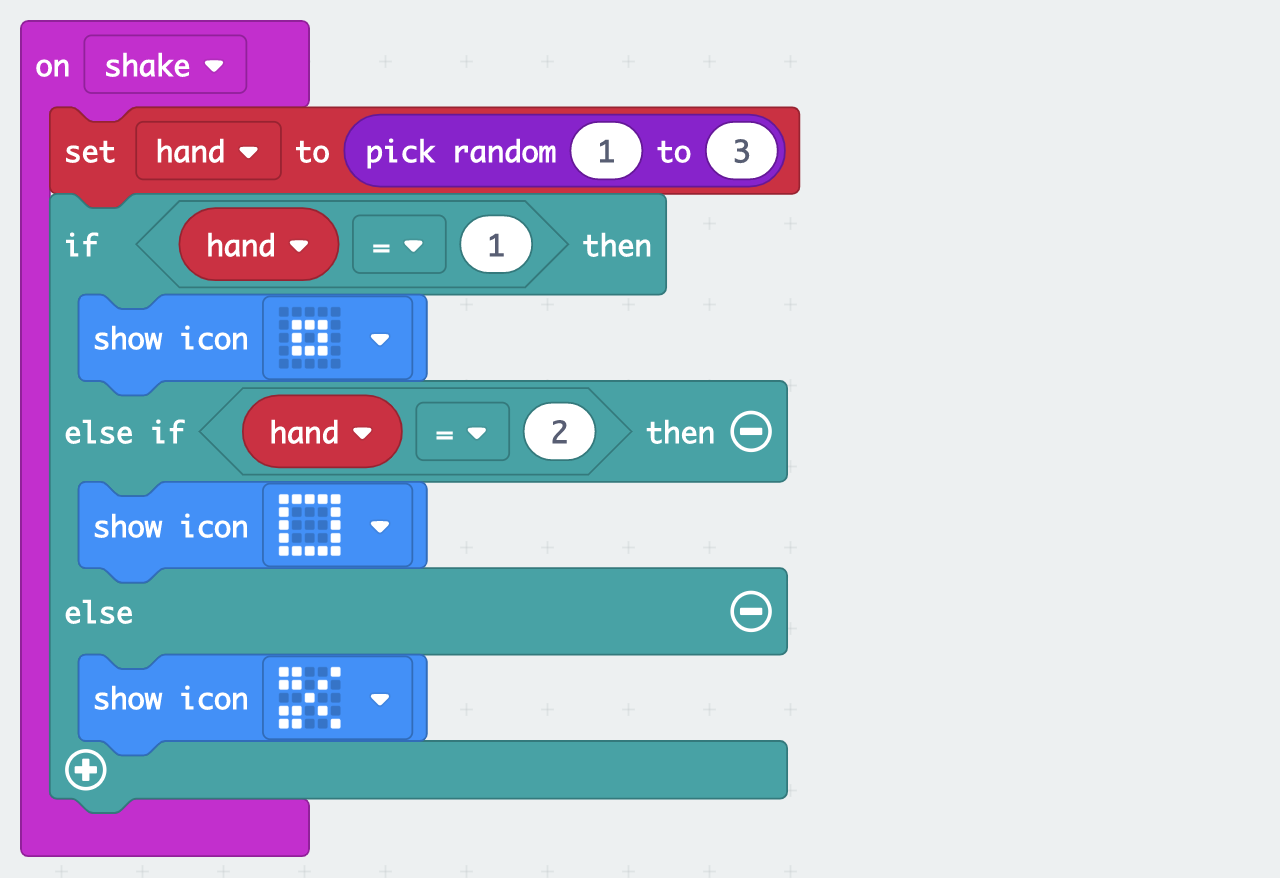 on shake
set hand to pick random 1 to 3
if hand = 1 then
show icon
else if hand = 2 then
show icon
else
show icon